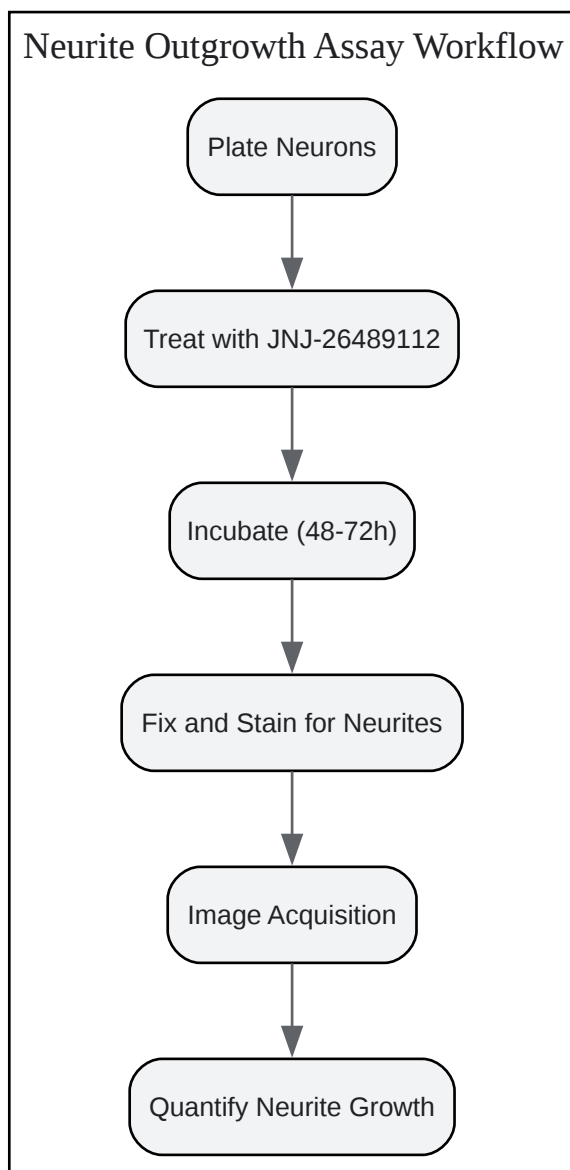 Neurite Outgrowth Assay Workflow
Plate Neurons
Treat with JNJ-26489112
Incubate (48-72h)
Fix and Stain for Neurites
Image Acquisition
Quantify Neurite Growth